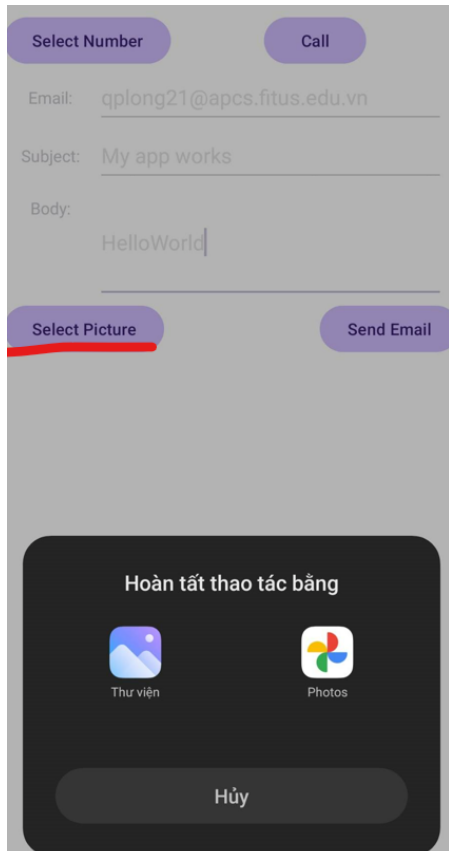 Select Number Call
Email: qplong21@apcs.fitus.edu.vn
Subject: My app works
Body:
HelloWorld
Select Picture Send Email
Hoàn tất thao tác bằng
Thư viện Photos
Hủy